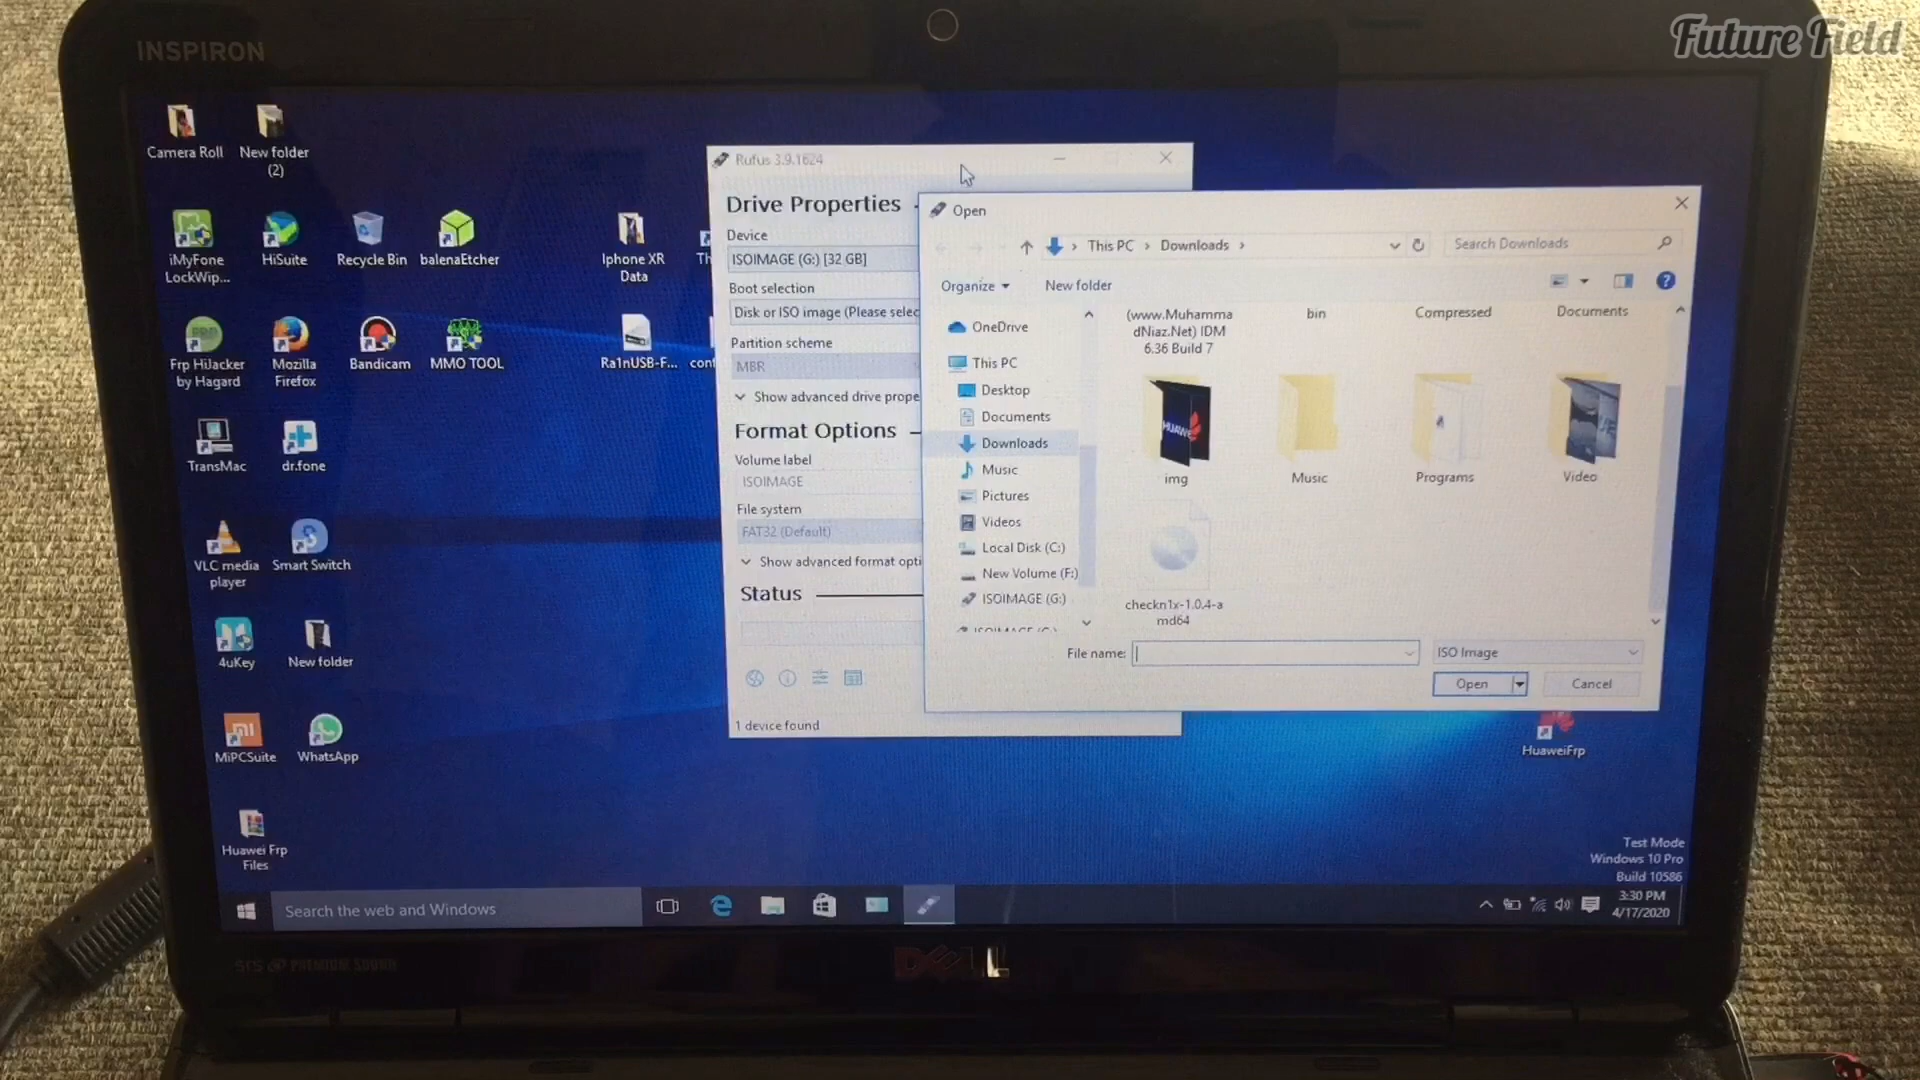 Future Field
INSPIRON
Camera Roll
New folder
(2)
iMyFone
LockWip...
HiSuite
Recycle Bin
balenaEtcher
Iphone XR
Data
Th
Frp HiJacker
by Hagard
Mozilla
Firefox
Bandicam
MMO TOOL
Ra1nUSB-F...
con
TransMac
dr.fone
VLC media
player
Smart Switch
4uKey
New folder
MiPCSuite
WhatsApp
Huawei Frp
Files
Rufus 3.9.1624
Drive Properties
Device
ISOIMAGE (G:) [32 GB]
Boot selection
Disk or ISO image (Please selec
Partition scheme
MBR
Show advanced drive prope
Format Options
Volume label
ISOIMAGE
File system
FAT32 (Default)
Show advanced format opti
Status
1 device found
Open
This PC > Downloads >
Search Downloads
Organize
New folder
OneDrive
This PC
Desktop
Documents
Downloads
Music
Pictures
Videos
Local Disk (C:)
New Volume (F:)
ISOIMAGE (G:)
ISOIMAGE (G:)
(www.Muhamma
dNiaz.Net) IDM
6.36 Build 7
bin
Compressed
Documents
HUAWEI
img
Music
Programs
Video
checkn1x-1.0.4-a
md64
File name:
ISO Image
Open
Cancel
HuaweiFrp
Test Mode
Windows 10 Pro
Build 10586
Search the web and Windows
3:30 PM
4/17/2020
SRS PREMIUM SOUND
DELL